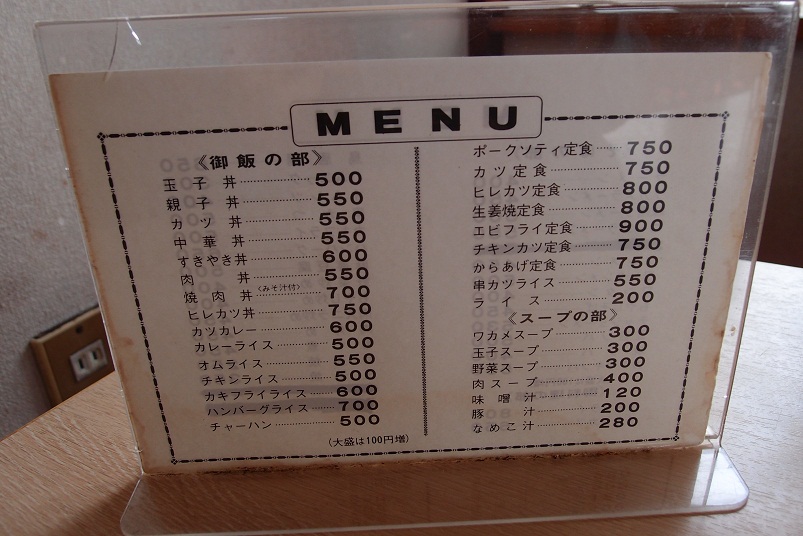 MENU
《御飯の部》
玉子丼 500
親子丼 550
カツ丼 550
中華丼 550
すきやき丼 600
肉丼 550
焼肉丼〈みそ汁付〉 700
ヒレカツ丼 750
カツカレー 600
カレーライス 500
オムライス 550
チキンライス 500
カキフライライス 600
ハンバーグライス 700
チャーハン 500
(大盛は100円増)
ポークソティ定食 750
カツ定食 750
ヒレカツ定食 800
生姜焼定食 800
エビフライ定食 900
チキンカツ定食 750
からあげ定食 750
串カツライス 550
ライス 200
《スープの部》
ワカメスープ 300
玉子スープ 300
野菜スープ 300
肉スープ 400
味噌汁 120
豚汁 200
なめこ汁 280